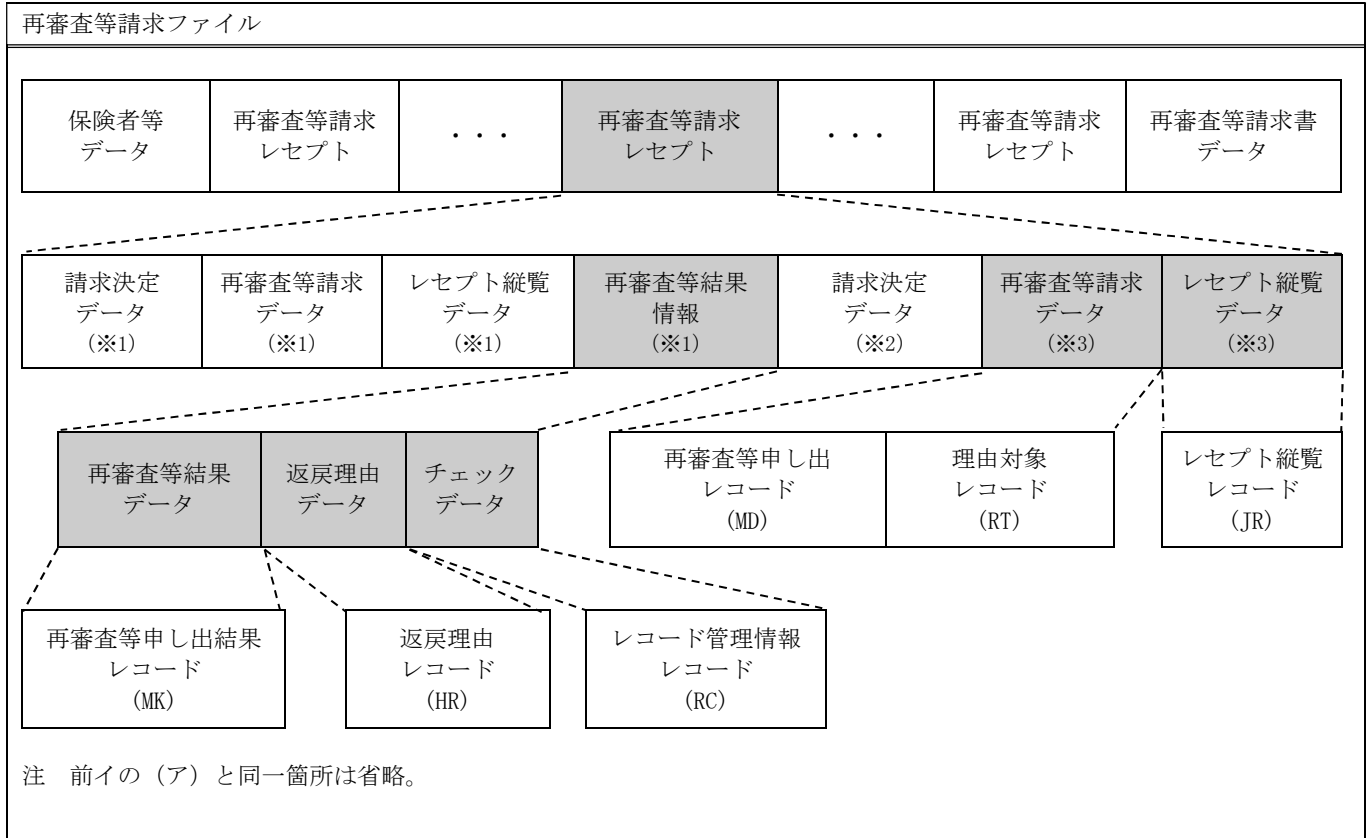 再審査等請求ファイル
保険者等
データ
再審査等請求
レセプト
・・・
再審査等請求
レセプト
・・・
再審査等請求
レセプト
再審査等請求書
データ
請求決定
データ
(※1)
再審査等請求
データ
(※1)
レセプト縦覧
データ
(※1)
再審査等結果
情報
(※1)
請求決定
データ
(※2)
再審査等請求
データ
(※3)
レセプト縦覧
データ
(※3)
再審査等結果
データ
返戻理由
データ
チェック
データ
再審査等申し出
レコード
(MD)
理由対象
レコード
(RT)
レセプト縦覧
レコード
(JR)
再審査等申し出結果
レコード
(MK)
返戻理由
レコード
(HR)
レコード管理情報
レコード
(RC)
注　前イの（ア）と同一箇所は省略。